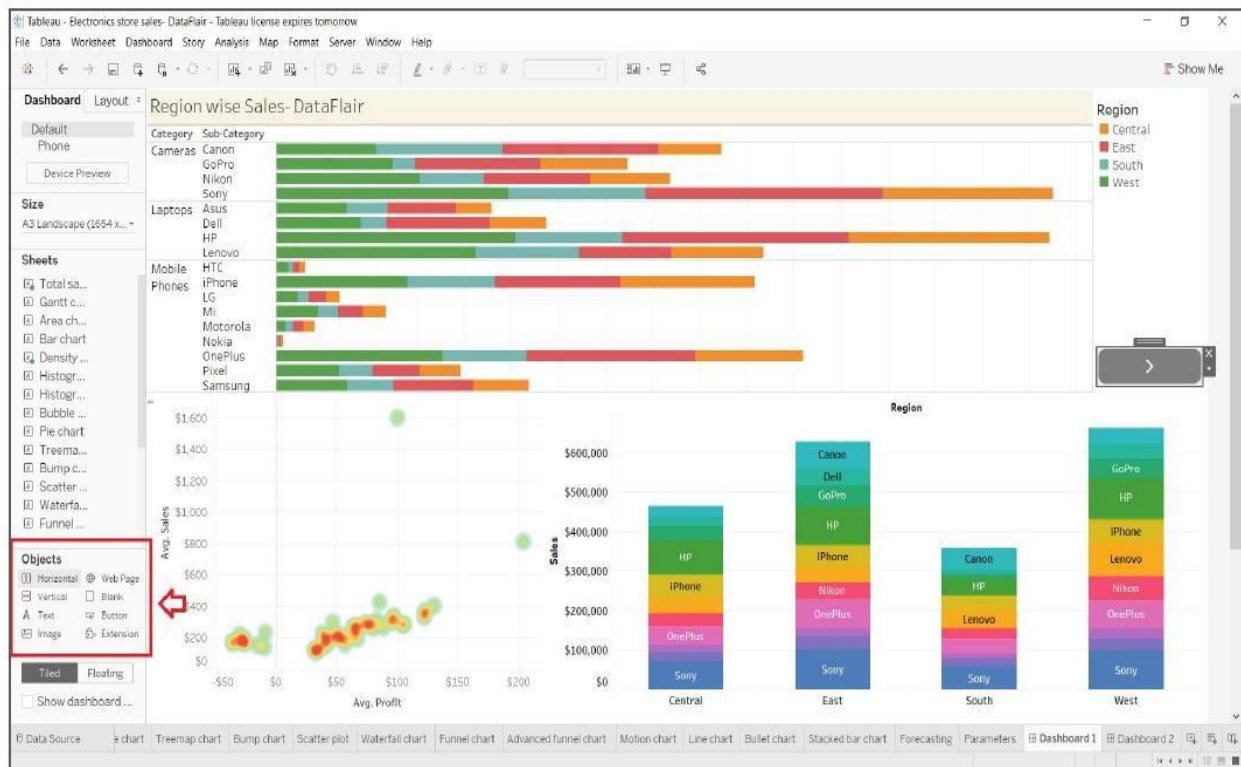 Tableau - Electronics store sales- DataFlair - Tableau license expires tomorrow
File Data Worksheet Dashboard Story Analysis Map Format Server Window Help
Show Me
Dashboard Layout
Default
Phone
Device Preview
Size
A3 Landscape (1654 x...
Sheets
Total sa...
Gantt c...
Area ch...
Bar chart
Density ...
Histogr...
Histogr...
Bubble ...
Pie chart
Treema...
Bump c...
Scatter ...
Waterfa...
Funnel ...
Objects
Horizontal Web Page
Vertical Blank
Text Button
Image Extension
Tiled Floating
Show dashboard ...
Region wise Sales- DataFlair
Category Sub-Category
Cameras Canon
GoPro
Nikon
Sony
Laptops Asus
Dell
HP
Lenovo
Mobile Phones HTC
iPhone
LG
Mi
Motorola
Nokia
OnePlus
Pixel
Samsung
Region
Central
East
South
West
Avg. Sales
$1,600
$1,400
$1,200
$1,000
$800
$600
$400
$200
$0
-$50 $0 $50 $100 $150 $200
Avg. Profit
Region
Sales
$600,000
$500,000
$400,000
$300,000
$200,000
$100,000
$0
HP
iPhone
OnePlus
Sony
Central
Canon
Dell
GoPro
HP
iPhone
Nikon
OnePlus
Sony
East
Canon
HP
Lenovo
Sony
South
GoPro
HP
iPhone
Lenovo
Nikon
OnePlus
Sony
West
Data Source e chart Treemap chart Bump chart Scatter plot Waterfall chart Funnel chart Advanced funnel chart Motion chart Line chart Bullet chart Stacked bar chart Forecasting Parameters Dashboard 1 Dashboard 2